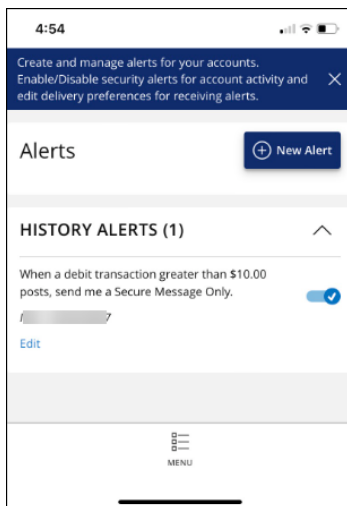 4:54
Create and manage alerts for your accounts.
Enable/Disable security alerts for account activity and
edit delivery preferences for receiving alerts.
Alerts
New Alert
HISTORY ALERTS (1)
When a debit transaction greater than $10.00
posts, send me a Secure Message Only.
Edit
MENU